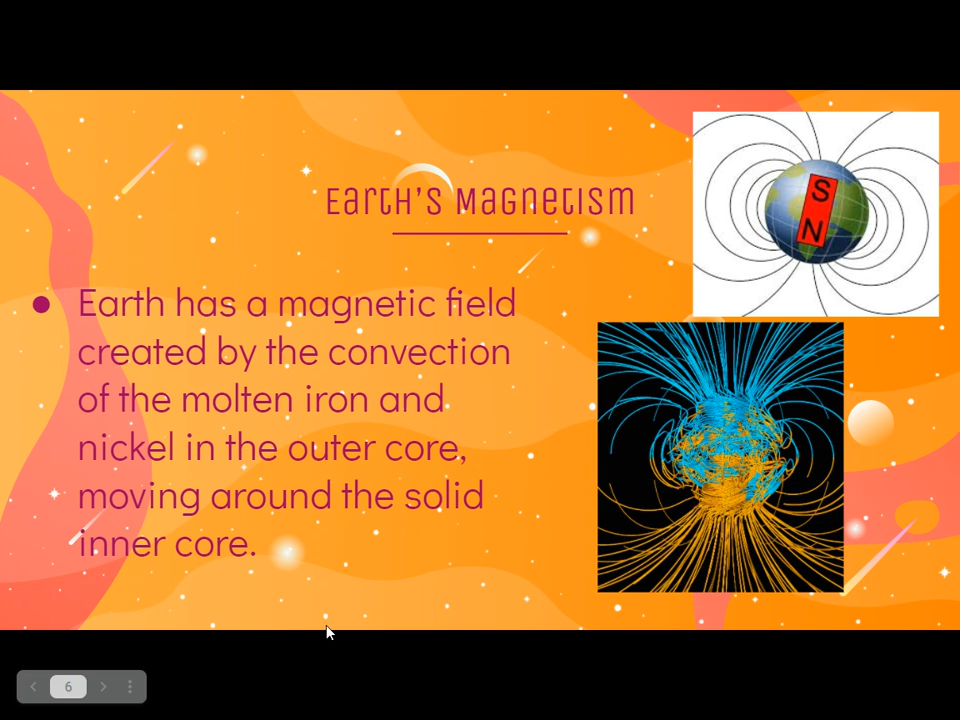 Earth's Magnetism
● Earth has a magnetic field
created by the convection
of the molten iron and
nickel in the outer core,
moving around the solid
inner core.
S
N
6